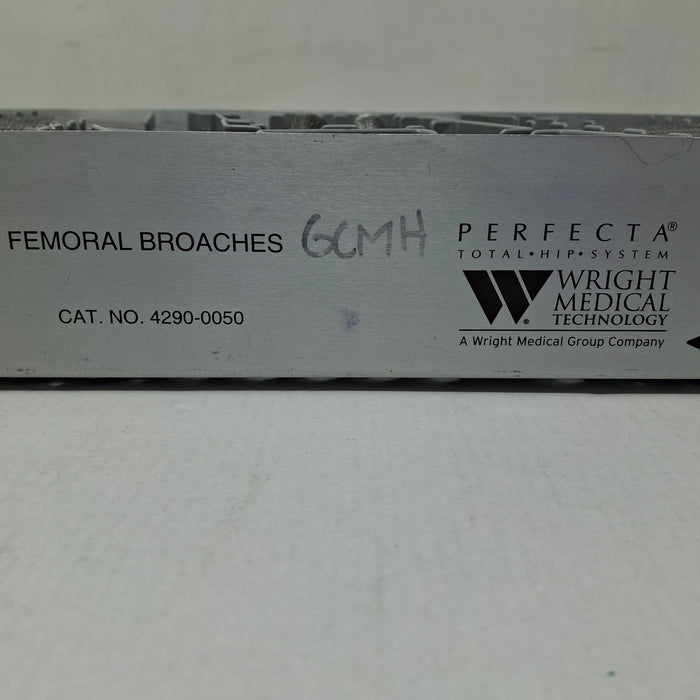 FEMORAL BROACHES GCMH
CAT. NO. 4290-0050
PERFECTA®
TOTAL•HIP•SYSTEM
W® WRIGHT
MEDICAL
TECHNOLOGY
A Wright Medical Group Company